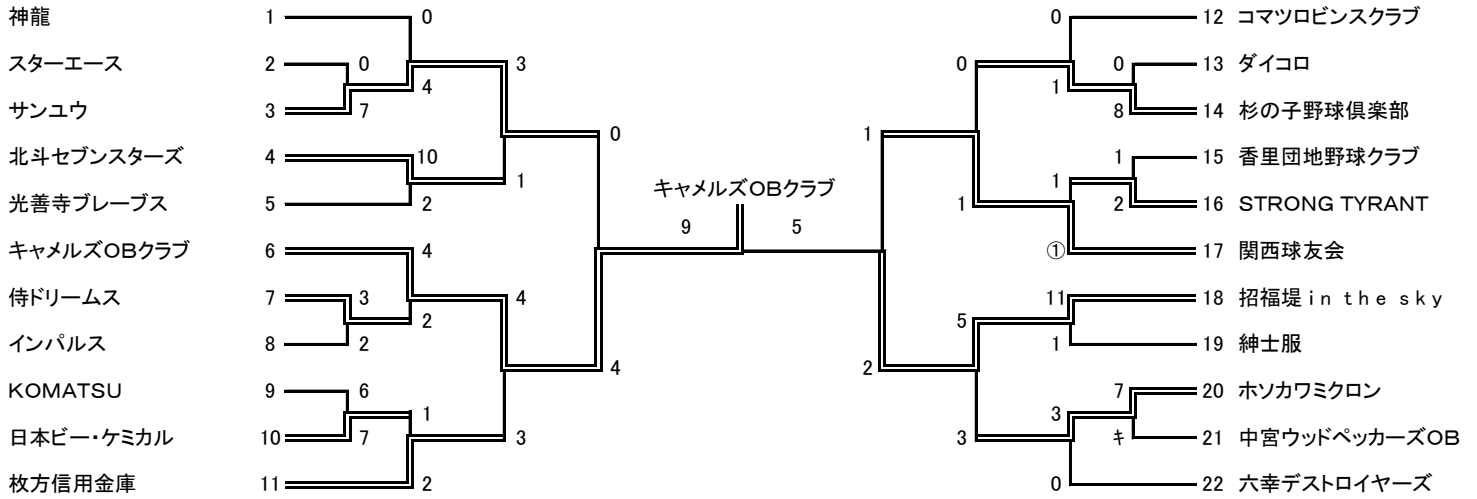 神龍 1 0 0 12 コマツロビンスクラブ
スターエース 2 0 3 0 0 13 ダイコロ
4 1
サンユウ 3 7 8 14 杉の子野球倶楽部
0 1
北斗セブンスターズ 4 10 1 15 香里団地野球クラブ
1 キャメルズOBクラブ 1
光善寺ブレーブス 5 2 1 2 16 STRONG TYRANT
9 5
キャメルズOBクラブ 6 4 ① 17 関西球友会
侍ドリームス 7 3 4 11 18 招福堤 in the sky
2 5
インパルス 8 2 1 19 紳士服
4 2
KOMATSU 9 6 7 20 ホソカワミクロン
1 3
日本ビー・ケミカル 10 7 3 3 キ 21 中宮ウッドペッカーズOB
枚方信用金庫 11 2 0 22 六幸デストロイヤーズ